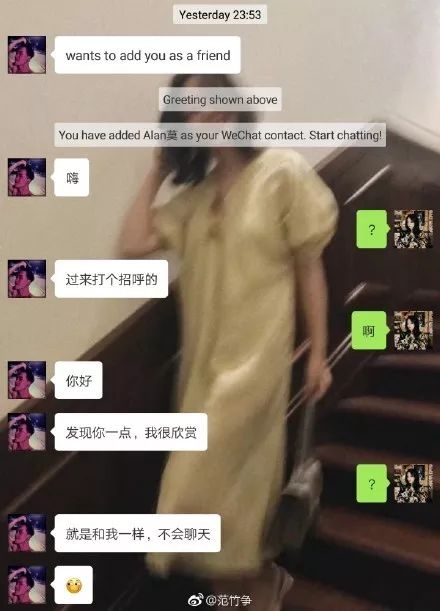 Yesterday 23:53
wants to add you as a friend
Greeting shown above
You have added Alan莫 as your WeChat contact. Start chatting!
嗨
?
过来打个招呼的
啊
你好
发现你一点，我很欣赏
?
就是和我一样，不会聊天
@范竹争